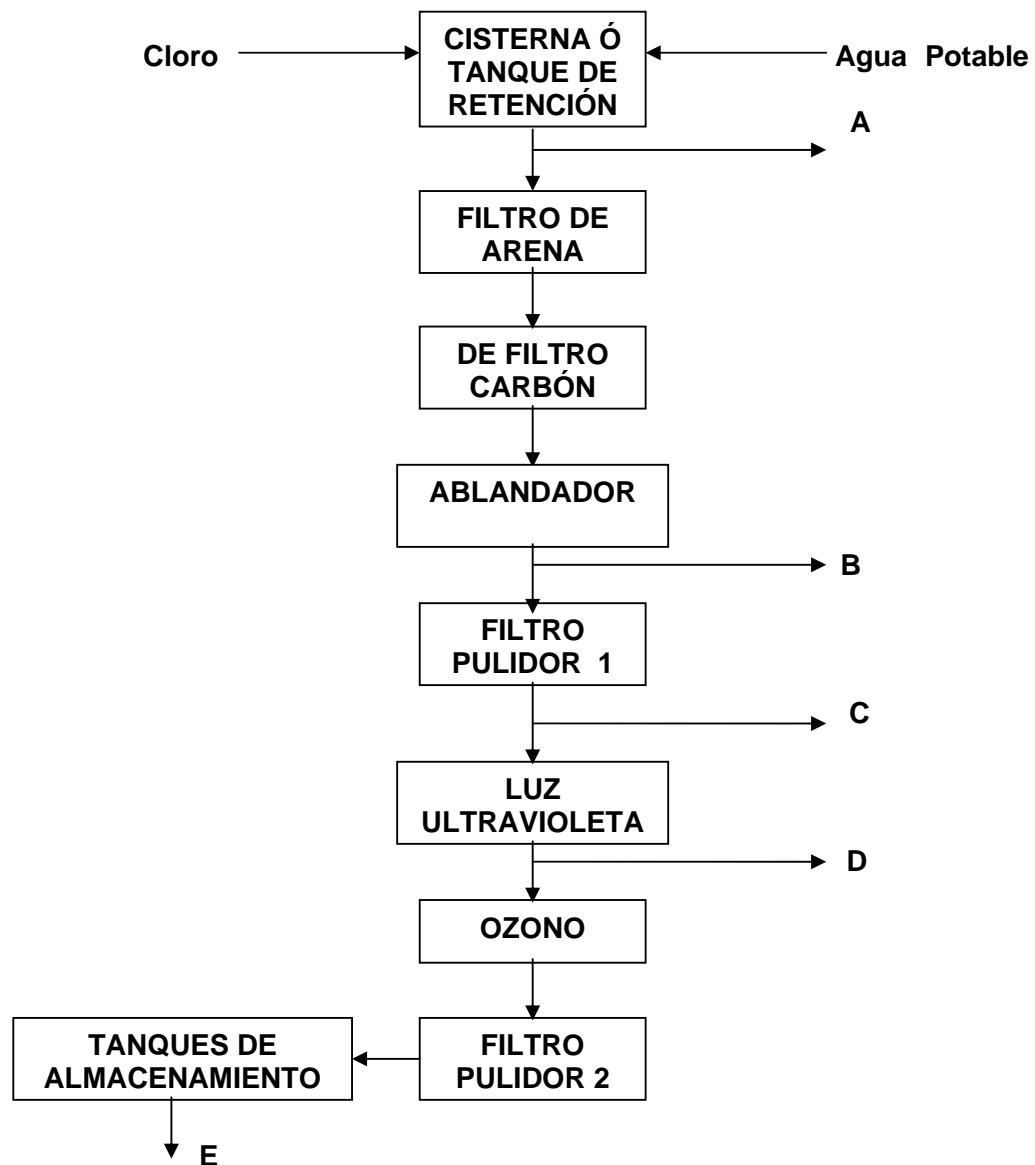 Cloro
CISTERNA Ó
TANQUE DE
RETENCIÓN
Agua Potable
A
FILTRO DE
ARENA
DE FILTRO
CARBÓN
ABLANDADOR
B
FILTRO
PULIDOR 1
C
LUZ
ULTRAVIOLETA
D
OZONO
TANQUES DE
ALMACENAMIENTO
FILTRO
PULIDOR 2
E